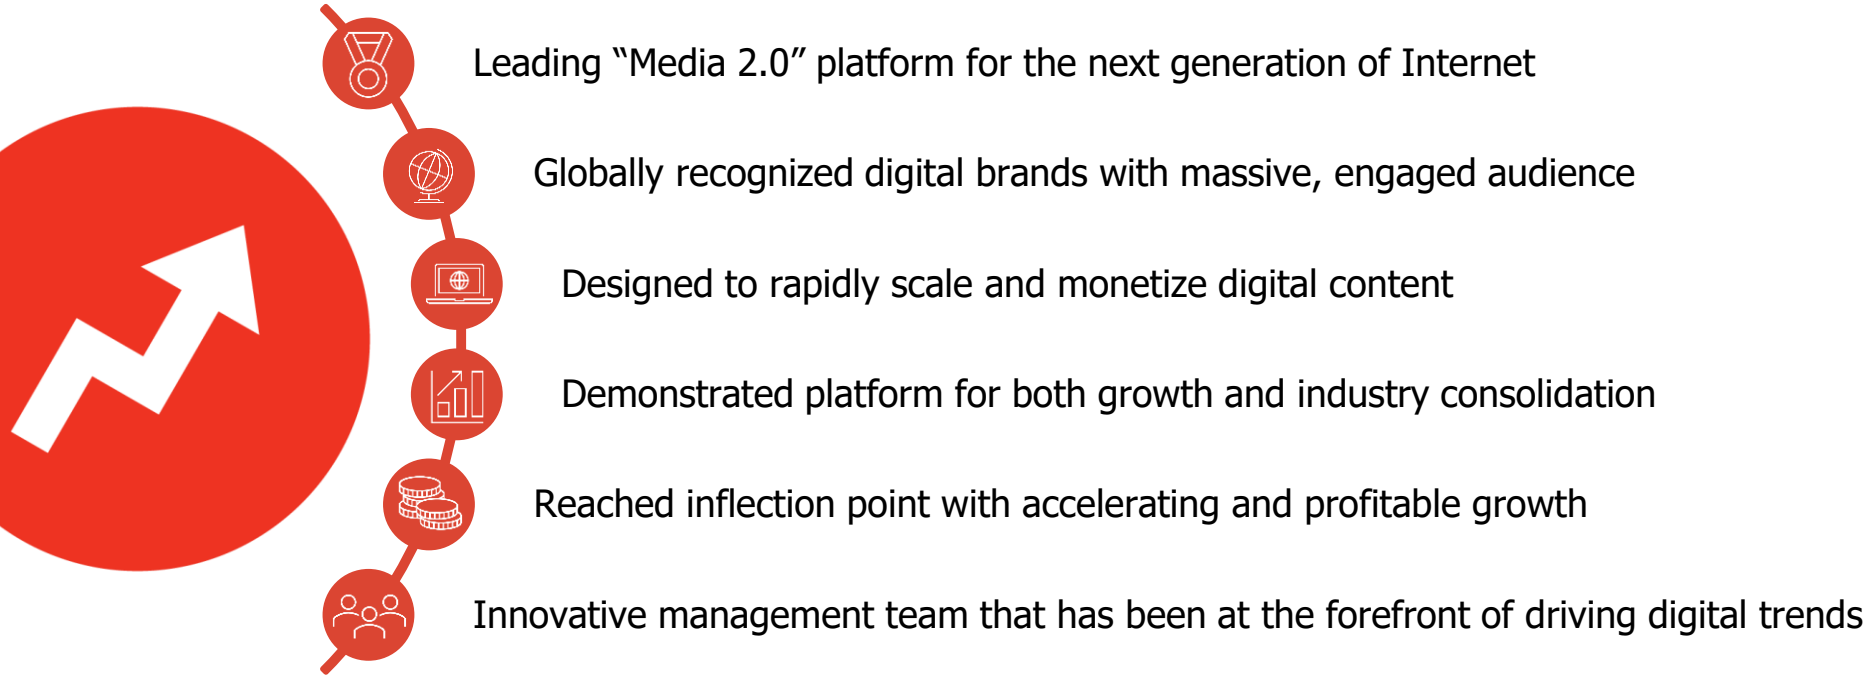 Leading “Media 2.0” platform for the next generation of Internet
Globally recognized digital brands with massive, engaged audience
Designed to rapidly scale and monetize digital content
Demonstrated platform for both growth and industry consolidation
Reached inflection point with accelerating and profitable growth
Innovative management team that has been at the forefront of driving digital trends